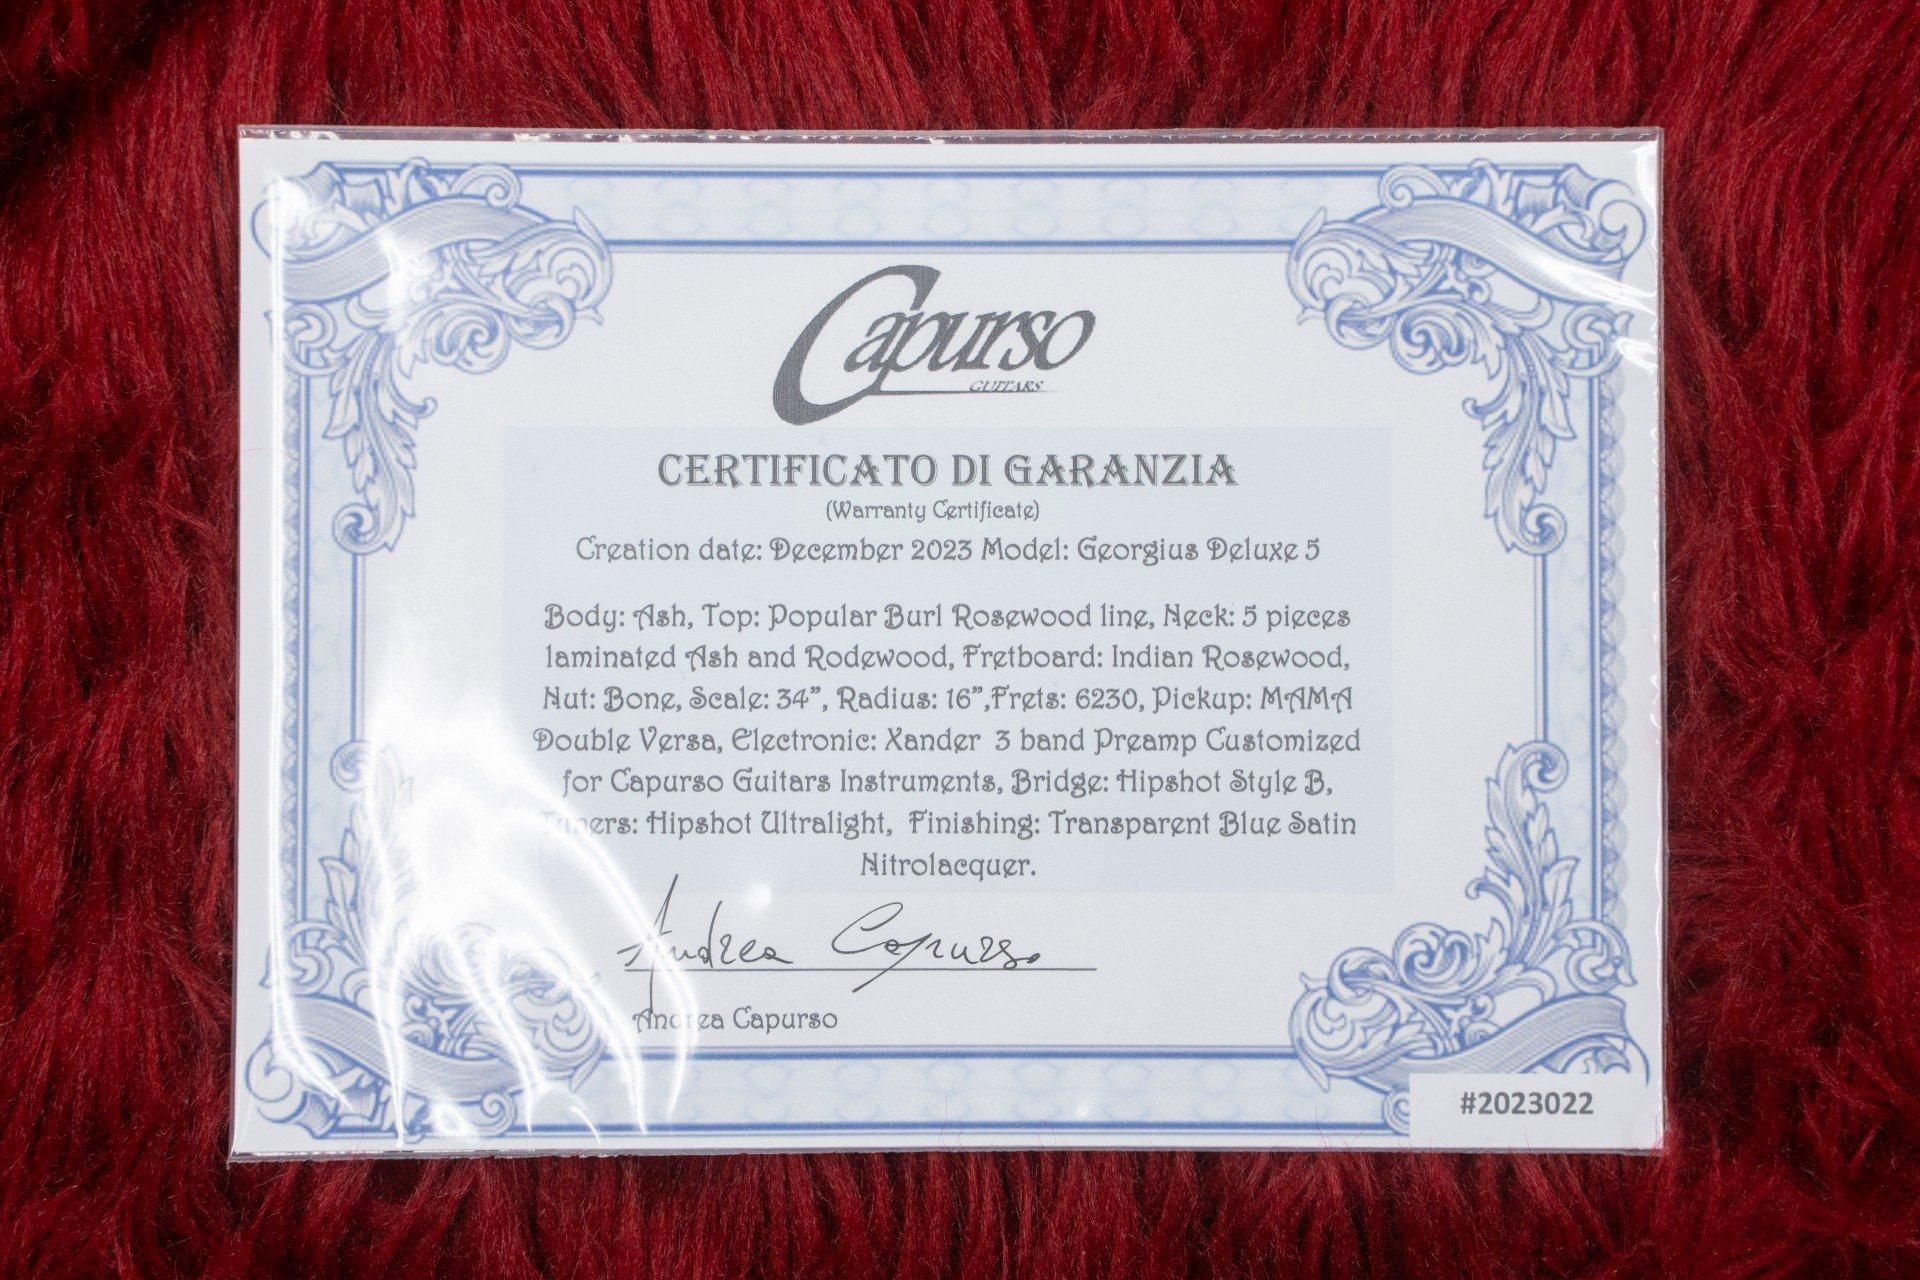 Capurso
GUITARS
CERTIFICATO DI GARANZIA
(Warranty Certificate)
Creation date: December 2023 Model: Georgius Deluxe 5
Body: Ash, Top: Popular Burl Rosewood line, Neck: 5 pieces
laminated Ash and Rodewood, Fretboard: Indian Rosewood,
Nut: Bone, Scale: 34”, Radius: 16”,Frets: 6230, Pickup: MAMA
Double Versa, Electronic: Xander 3 band Preamp Customized
for Capurso Guitars Instruments, Bridge: Hipshot Style B,
Tuners: Hipshot Ultralight, Finishing: Transparent Blue Satin
Nitrolacquer.
Andrea Capurso
Andrea Capurso
#2023022